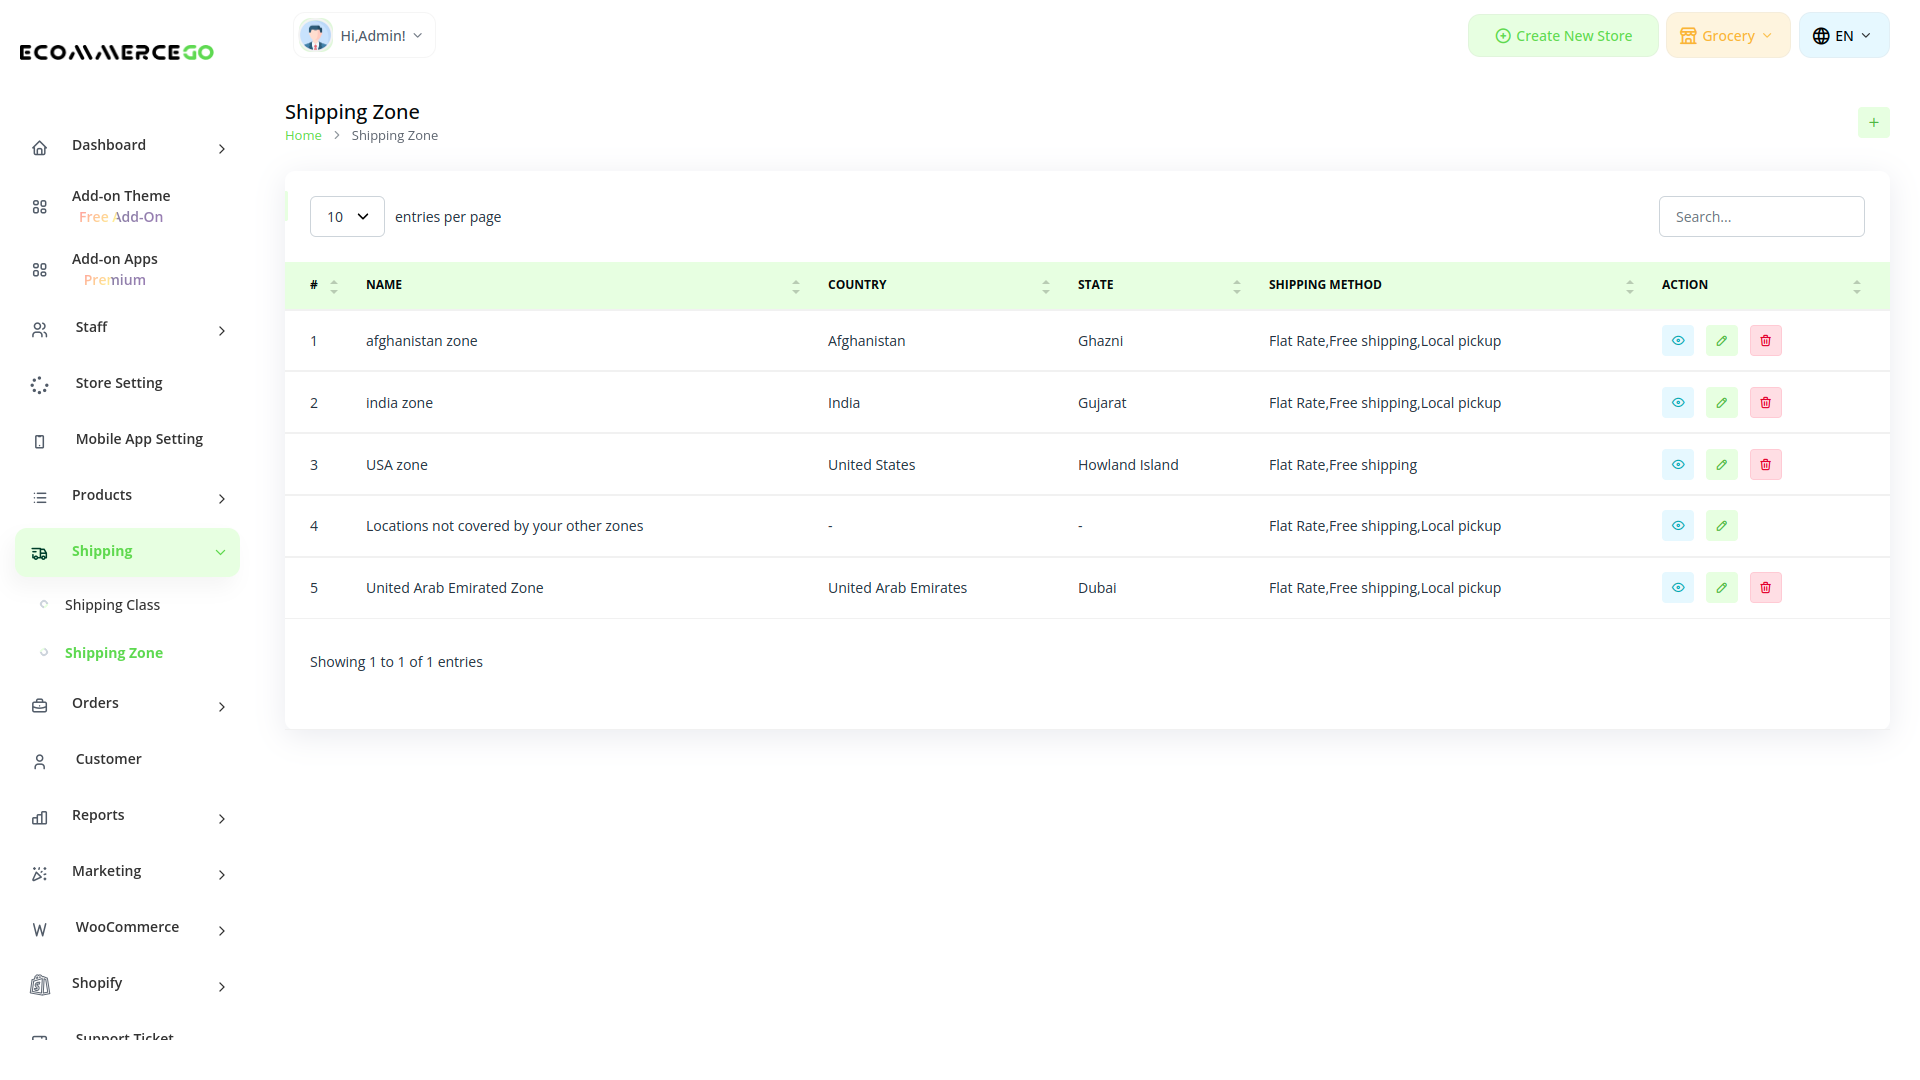 ECOMMERCEGO
Hi,Admin!
Create New Store
Grocery
EN
Dashboard
Add-on Theme
Free Add-On
Add-on Apps
Premium
Staff
Store Setting
Mobile App Setting
Products
Shipping
Shipping Class
Shipping Zone
Orders
Customer
Reports
Marketing
WooCommerce
Shopify
Support Ticket
Shipping Zone
Home > Shipping Zone
10 entries per page
Search...
# NAME COUNTRY STATE SHIPPING METHOD ACTION
1 afghanistan zone Afghanistan Ghazni Flat Rate,Free shipping,Local pickup
2 india zone India Gujarat Flat Rate,Free shipping,Local pickup
3 USA zone United States Howland Island Flat Rate,Free shipping
4 Locations not covered by your other zones - - Flat Rate,Free shipping,Local pickup
5 United Arab Emirated Zone United Arab Emirates Dubai Flat Rate,Free shipping,Local pickup
Showing 1 to 1 of 1 entries